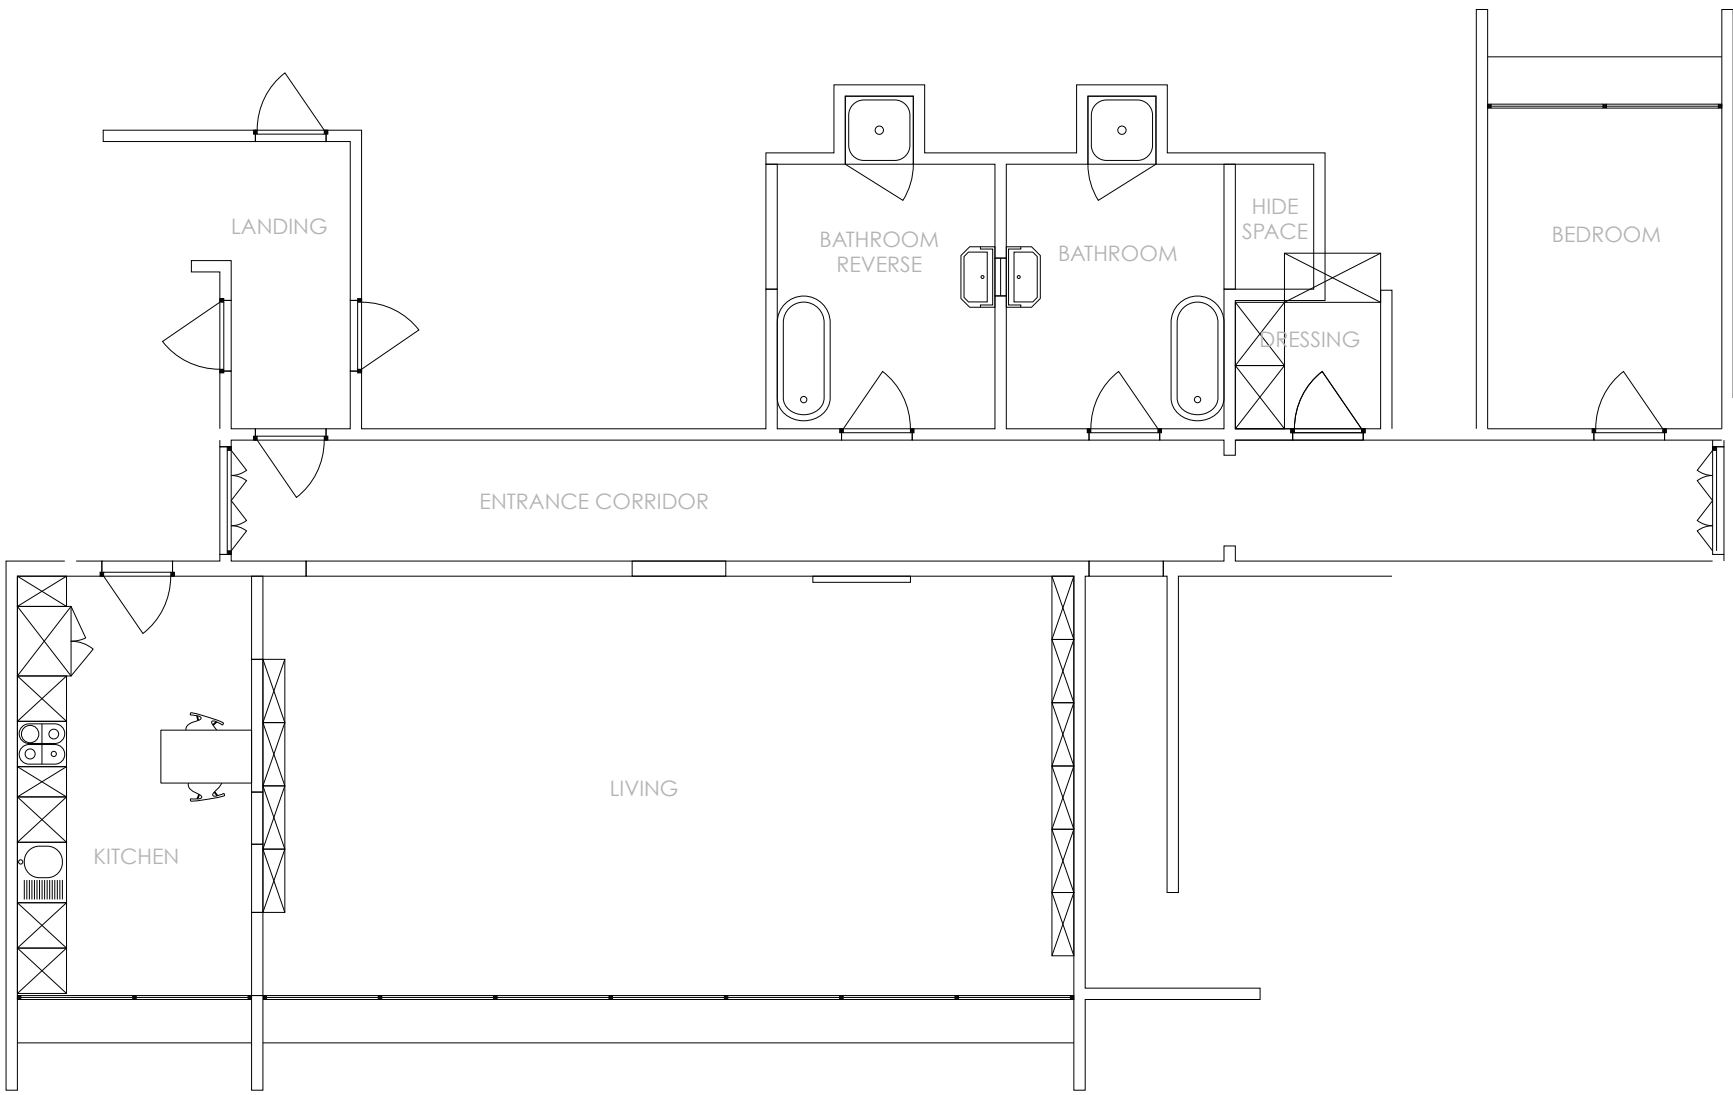 LANDING
BATHROOM
REVERSE
BATHROOM
HIDE
SPACE
BEDROOM
DRESSING
ENTRANCE CORRIDOR
LIVING
KITCHEN